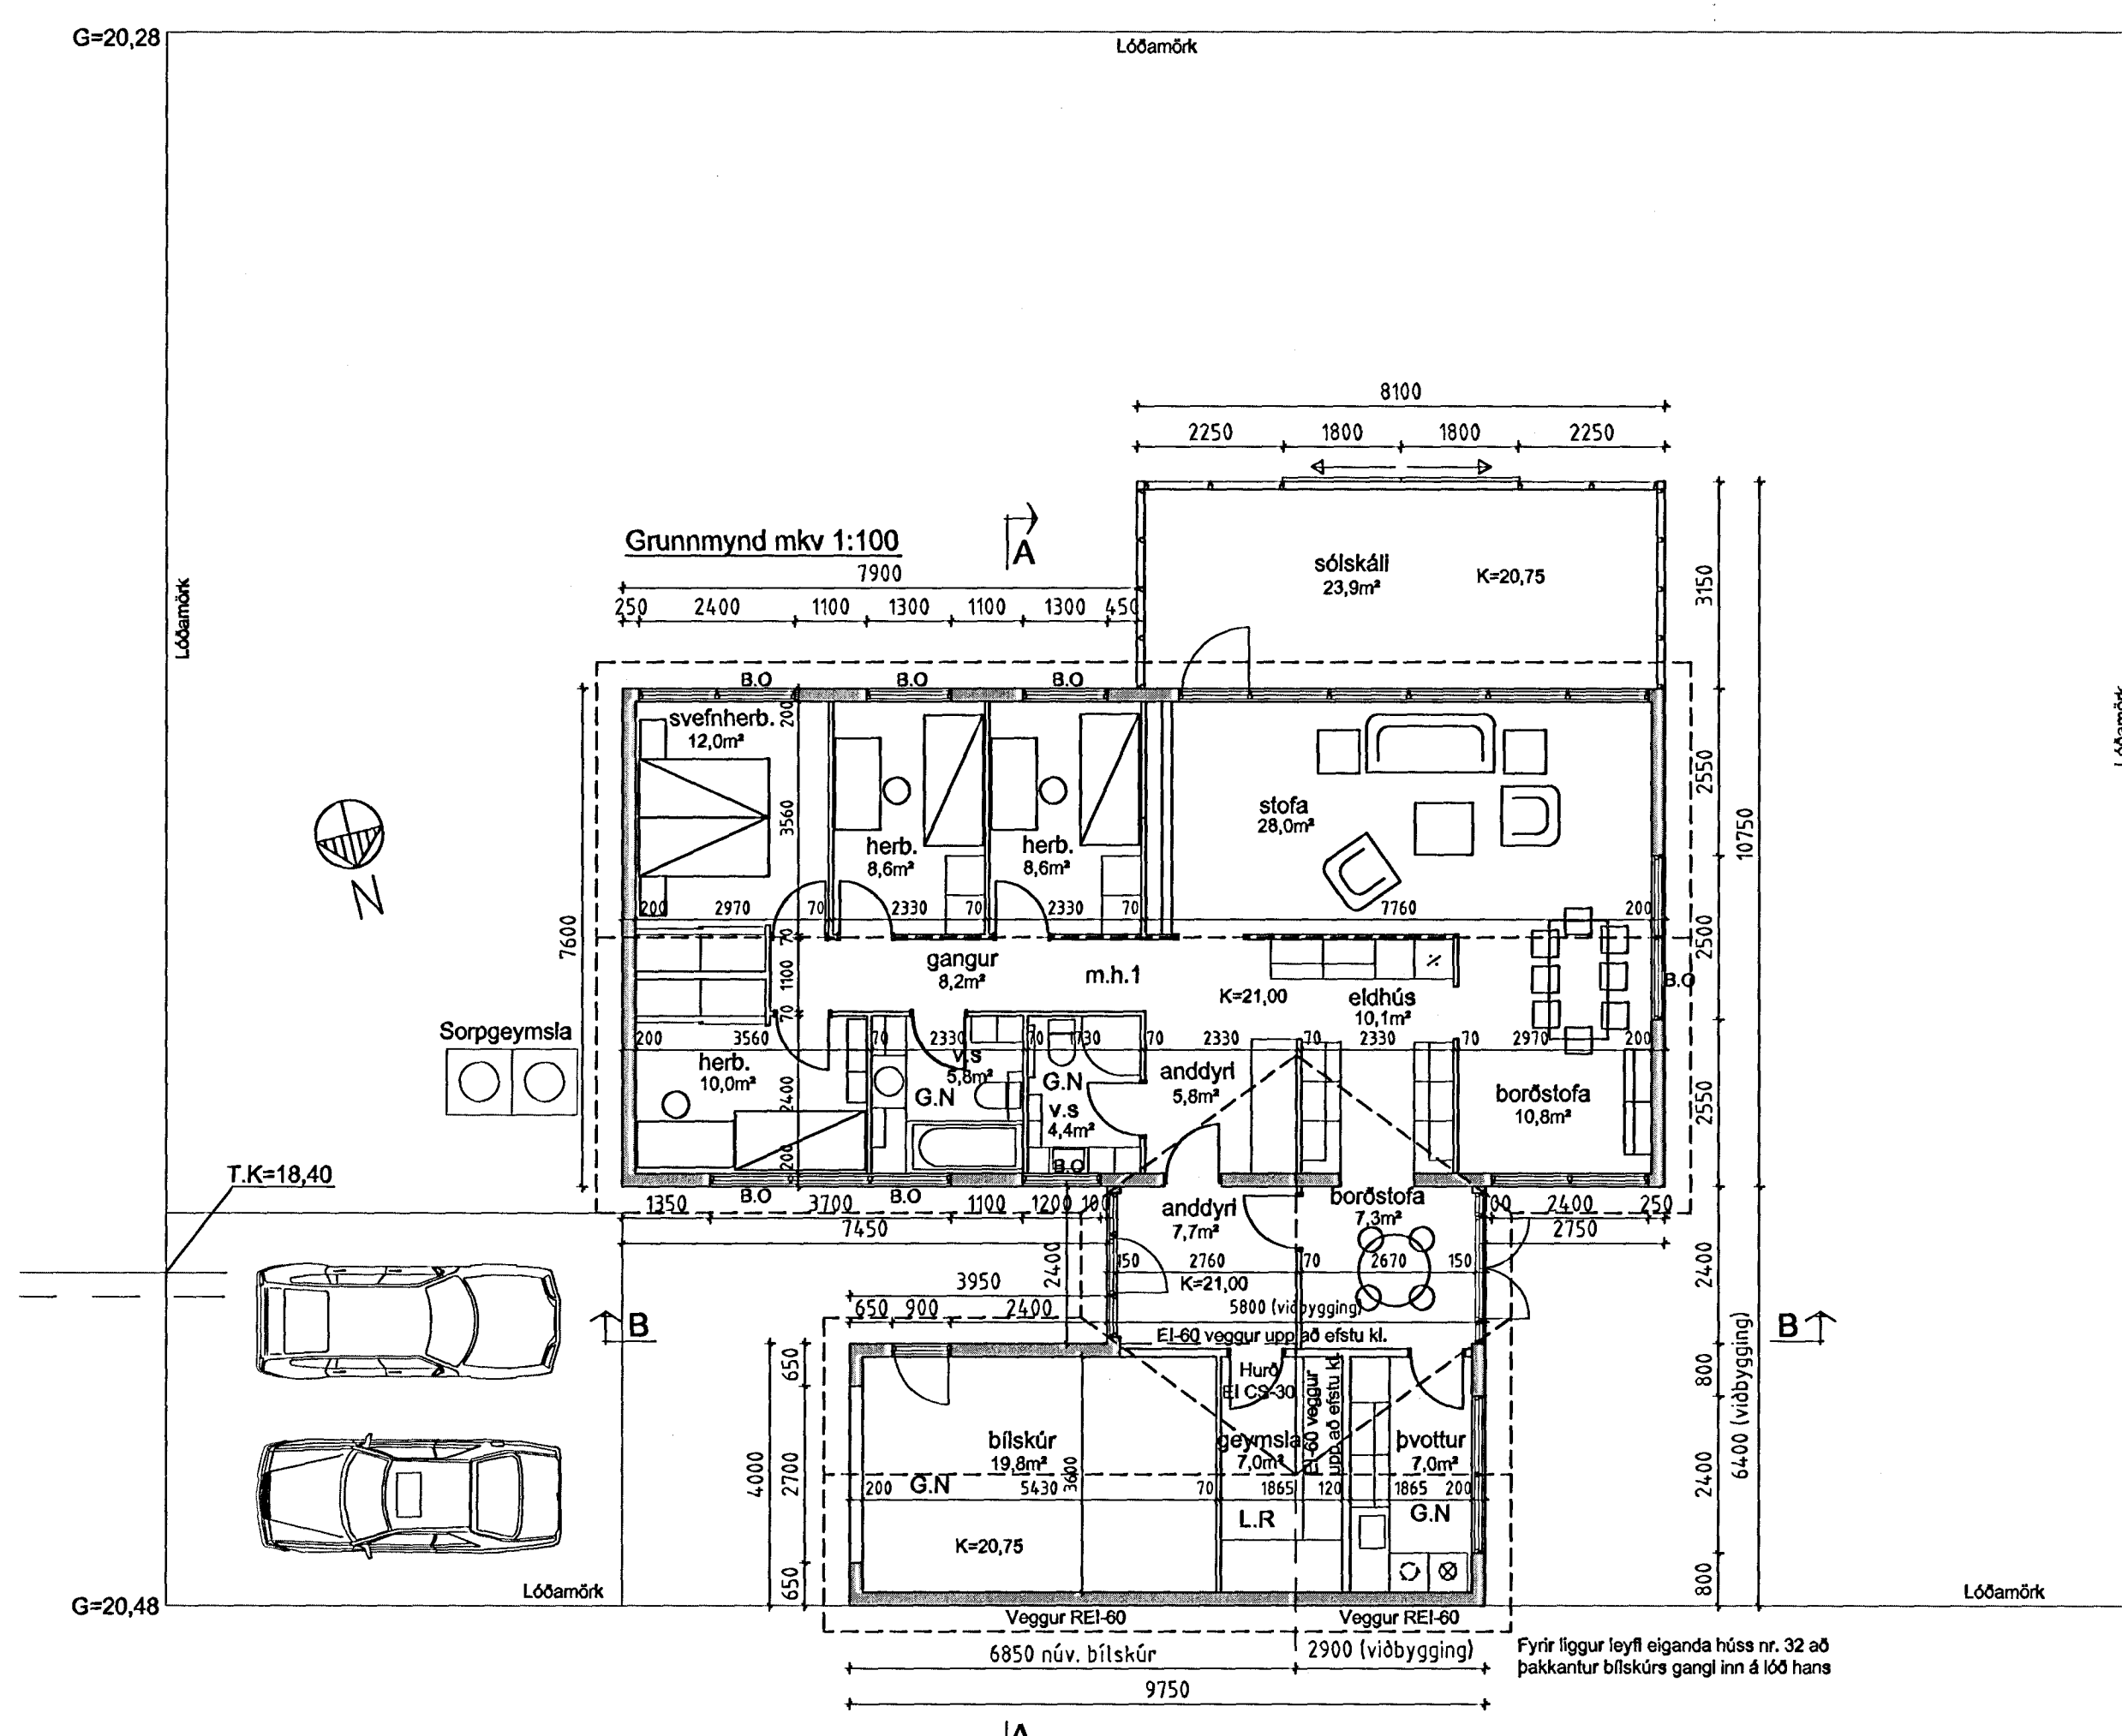 G=20,28
Lóðamörk
8100
2250 1800 1800 2250
Grunnmynd mkv 1:100
A
7900
250 2400 1100 1300 1100 1300 450
sólskáli
23,9m²
K=20,75
3150
Lóðamörk
Lóðamörk
B.O B.O B.O
svefnherb.
12,0m²
200
3560
herb.
8,6m²
herb.
8,6m²
stofa
28,0m²
2550
10750
N
200 2970 70 2330 70 2330 70 7760 200
7600
70
1100
70
gangur
8,2m²
m.h.1
K=21,00
eldhús
10,1m²
2500
B.O
Sorpgeymsla
200 3560 70 2330 70 1730 70 2330 70 2330 70 2970 200
herb.
10,0m²
2400
200
v.s
5,8m²
G.N
G.N
v.s
4,4m²
anddyri
5,8m²
borðstofa
10,8m²
2550
T.K=18,40
B.O B.O B.O
1350 3700 1100 1200 100
7450
anddyri
7,7m²
borðstofa
7,3m²
2400 250
2750
2400
150 2760 70 2670 150
K=21,00
3950
650 900 2400
5800 (viðbygging)
2400
B
B
EI-60 veggur upp að efstu kl.
Hurð
EI CS-30
EI-60 veggur
upp að efstu kl.
650
2700
650
4000
bílskúr
19,8m²
G.N
3600
geymsla
7,0m²
þvottur
7,0m²
200 5430 70 1865 120 1865 200
L.R
G.N
K=20,75
800
2400
800
6400 (viðbygging)
G=20,48
Lóðamörk
Lóðamörk
Veggur REI-60
Veggur REI-60
6850 núv. bílskúr
2900 (viðbygging)
9750
Fyrir liggur leyfi eiganda húss nr. 32 að
þakkantur bílskúrs gangi inn á lóð hans
A